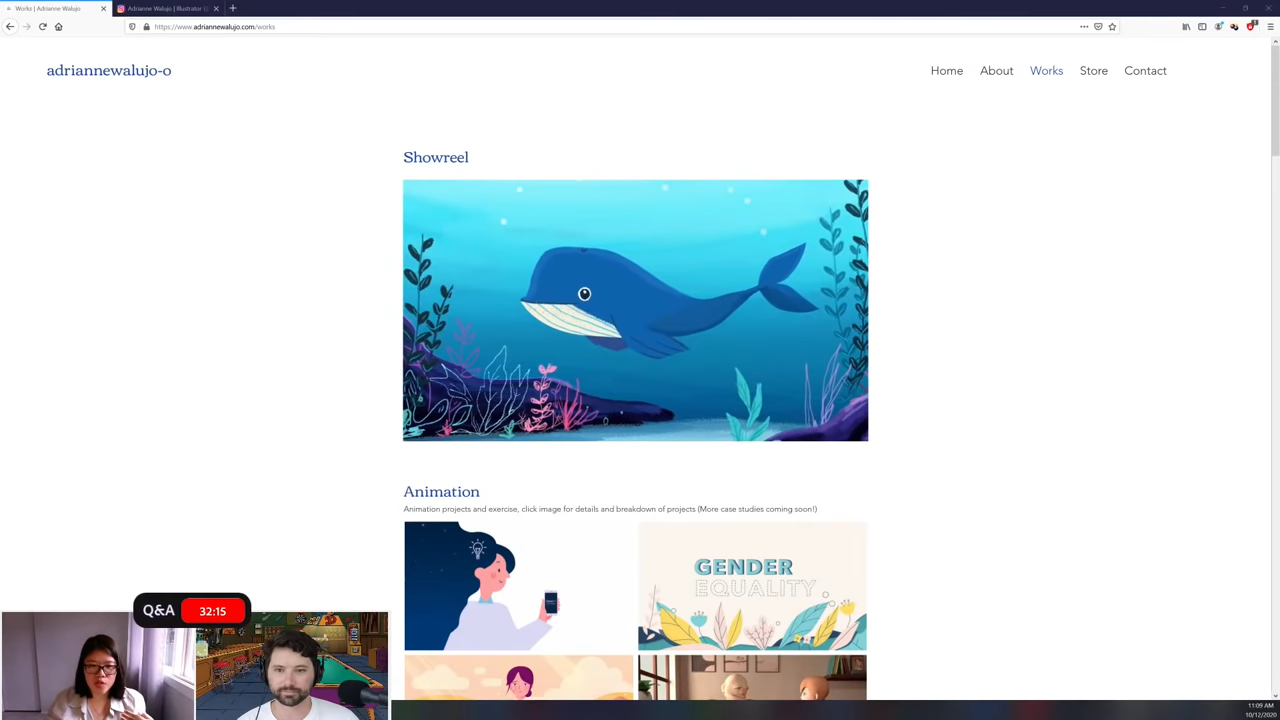 Works | Adrianne Walujo
Adrianne Walujo | Illustrator (
https://www.adriannewalujo.com/works
adriannewalujo-o
Home About Works Store Contact
Showreel
Animation
Animation projects and exercise, click image for details and breakdown of projects (More case studies coming soon!)
GENDER
EQUALITY
Q&A 32:15
11:09 AM
10/12/2020